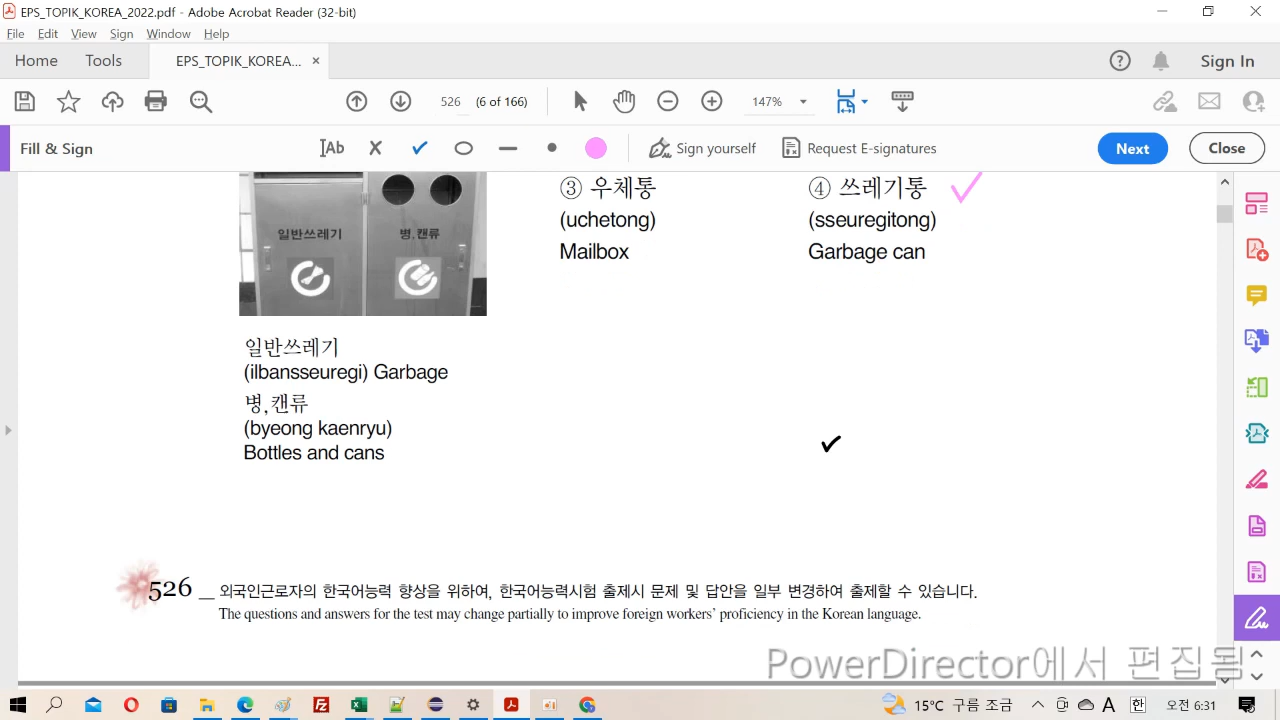 EPS_TOPIK_KOREA_2022.pdf - Adobe Acrobat Reader (32-bit)
File Edit View Sign Window Help
Home Tools EPS_TOPIK_KOREA... × Sign In
526 (6 of 166) 147%
Fill & Sign Ab Sign yourself Request E-signatures Next Close
일반쓰레기 병,캔류
③ 우체통 ④ 쓰레기통
(uchetong) (sseuregitong)
Mailbox Garbage can
일반쓰레기
(ilbansseuregi) Garbage
병,캔류
(byeong kaenryu)
Bottles and cans
526 _ 외국인근로자의 한국어능력 향상을 위하여, 한국어능력시험 출제시 문제 및 답안을 일부 변경하여 출제할 수 있습니다.
The questions and answers for the test may change partially to improve foreign workers' proficiency in the Korean language.
PowerDirector에서 편집됨
15°C 구름 조금 A 한 오전 6:31